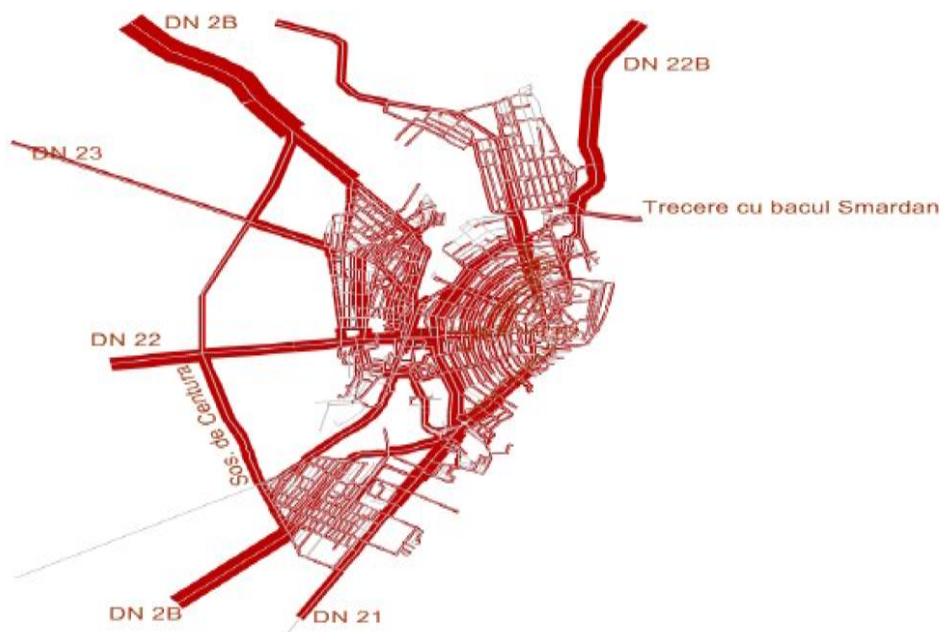 DN 2B
DN 22B
DN 23
Trecere cu bacul Smardan
DN 22
Sos. de Centura
DN 2B
DN 21